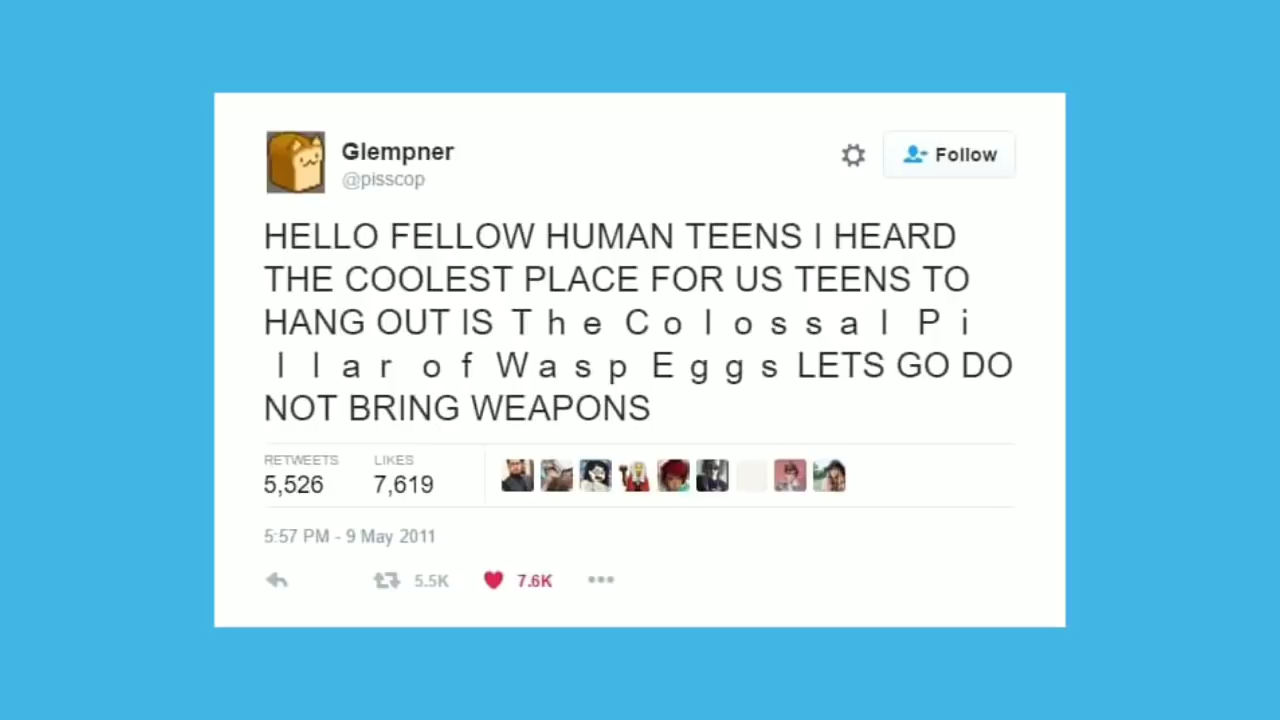 Glempner
@pisscop
Follow
HELLO FELLOW HUMAN TEENS I HEARD
THE COOLEST PLACE FOR US TEENS TO
HANG OUT IS T h e C o l o s s a l P i
l l a r o f W a s p E g g s LETS GO DO
NOT BRING WEAPONS
RETWEETS LIKES
5,526 7,619
5:57 PM - 9 May 2011
5.5K 7.6K